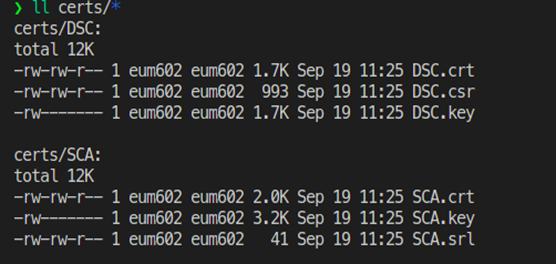 ❯ ll certs/*
certs/DSC:
total 12K
-rw-rw-r-- 1 eum602 eum602 1.7K Sep 19 11:25 DSC.crt
-rw-rw-r-- 1 eum602 eum602  993 Sep 19 11:25 DSC.csr
-rw------- 1 eum602 eum602 1.7K Sep 19 11:25 DSC.key

certs/SCA:
total 12K
-rw-rw-r-- 1 eum602 eum602 2.0K Sep 19 11:25 SCA.crt
-rw------- 1 eum602 eum602 3.2K Sep 19 11:25 SCA.key
-rw-rw-r-- 1 eum602 eum602   41 Sep 19 11:25 SCA.srl